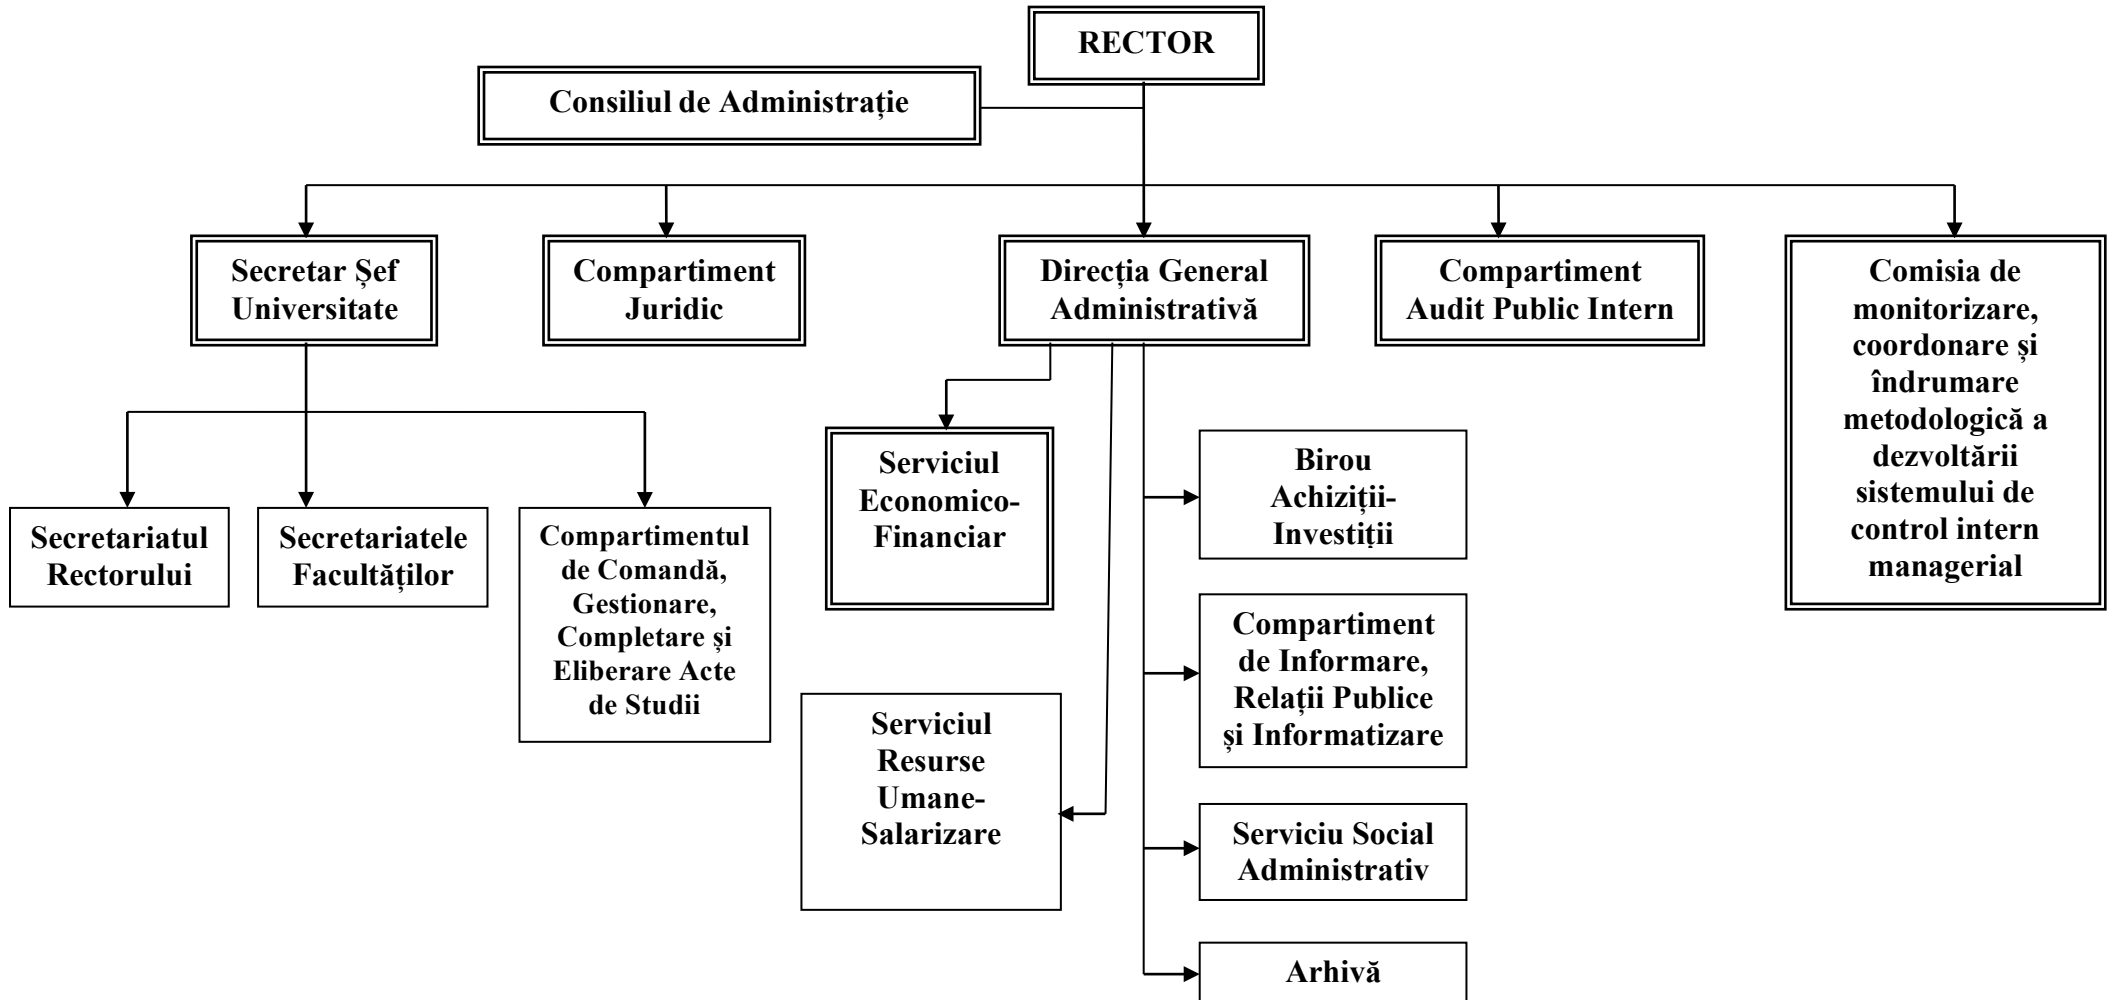 RECTOR
Consiliul de Administrație
Secretar Șef
Universitate
Compartiment
Juridic
Direcția General
Administrativă
Compartiment
Audit Public Intern
Comisia de
monitorizare,
coordonare și
îndrumare
metodologică a
dezvoltării
sistemului de
control intern
managerial
Secretariatul
Rectorului
Secretariatele
Facultăților
Compartimentul
de Comandă,
Gestionare,
Completare și
Eliberare Acte
de Studii
Serviciul
Economico-
Financiar
Serviciul
Resurse
Umane-
Salarizare
Birou
Achiziții-
Investiții
Compartiment
de Informare,
Relații Publice
și Informatizare
Serviciu Social
Administrativ
Arhivă